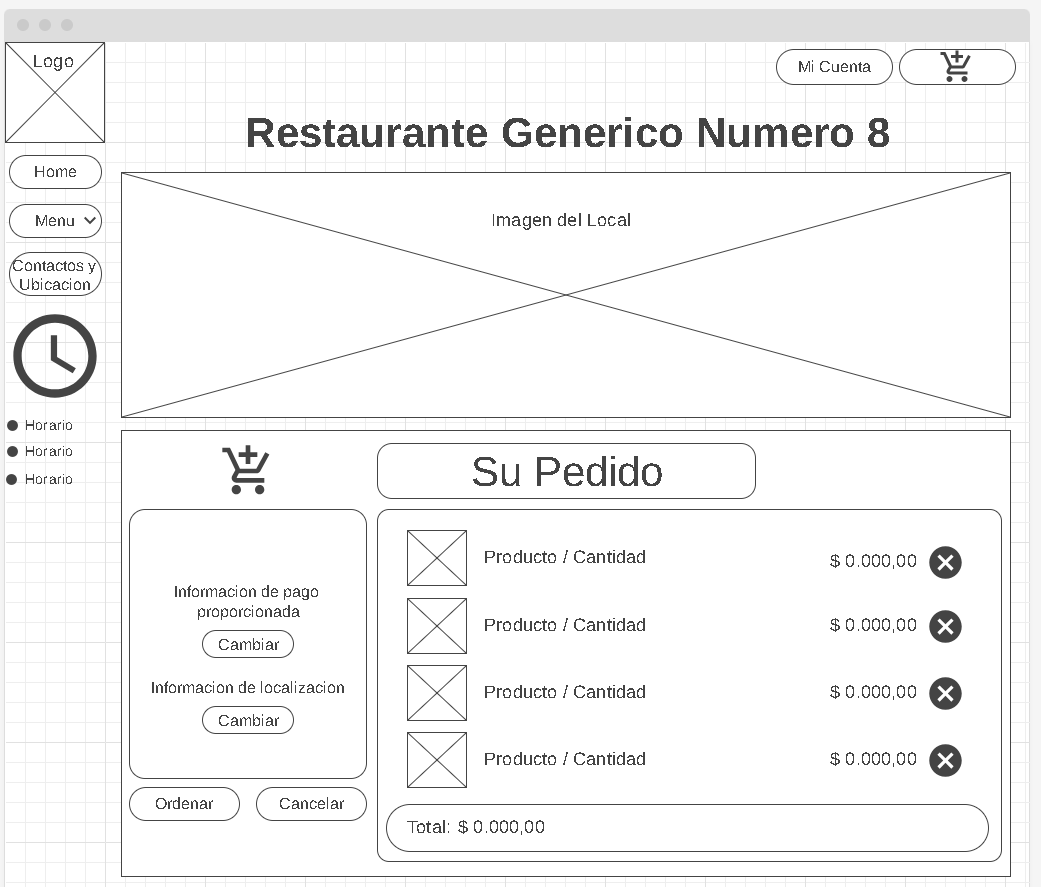 Logo
Mi Cuenta
Restaurante Generico Numero 8
Home
Menu
Contactos y
Ubicacion
Imagen del Local
Horario
Horario
Horario
Su Pedido
Informacion de pago
proporcionada
Cambiar
Informacion de localizacion
Cambiar
Ordenar
Cancelar
Producto / Cantidad $ 0.000,00
Producto / Cantidad $ 0.000,00
Producto / Cantidad $ 0.000,00
Producto / Cantidad $ 0.000,00
Total: $ 0.000,00